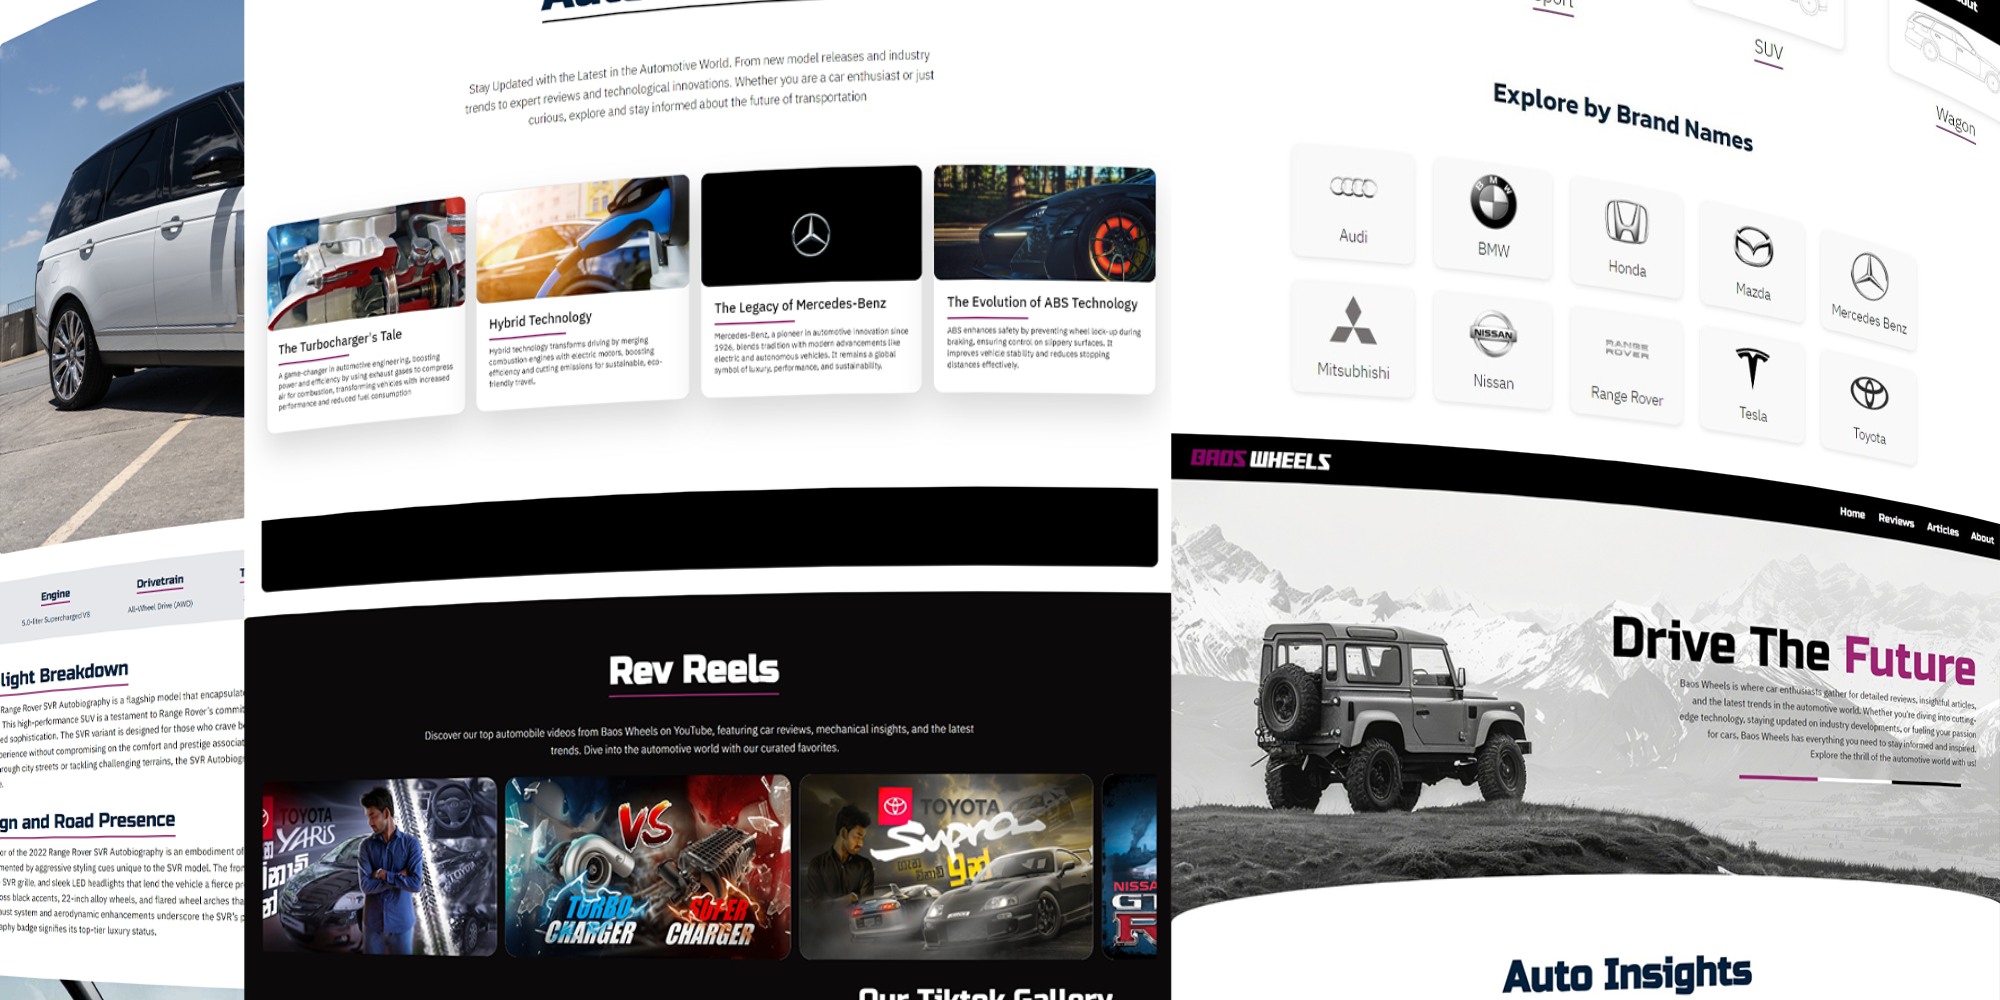 Engine
5.0-liter Supercharged V8
Drivetrain
All-Wheel Drive (AWD)
light Breakdown
Range Rover SVR Autobiography is a flagship model that encapsulate
This high-performance SUV is a testament to Range Rover's commit
ed sophistication. The SVR variant is designed for those who crave b
perience without compromising on the comfort and prestige associat
rough city streets or tackling challenging terrains, the SVR Autobiog
gn and Road Presence
or of the 2022 Range Rover SVR Autobiography is an embodiment of
mented by aggressive styling cues unique to the SVR model. The fron
SVR grille, and sleek LED headlights that lend the vehicle a fierce pr
oss black accents, 22-inch alloy wheels, and flared wheel arches tha
aust system and aerodynamic enhancements underscore the SVR's p
aphy badge signifies its top-tier luxury status.
Stay Updated with the Latest in the Automotive World. From new model releases and industry
trends to expert reviews and technological innovations. Whether you are a car enthusiast or just
curious, explore and stay informed about the future of transportation
The Turbocharger's Tale
A game-changer in automotive engineering, boosting
power and efficiency by using exhaust gases to compress
air for combustion, transforming vehicles with increased
performance and reduced fuel consumption
Hybrid Technology
Hybrid technology transforms driving by merging
combustion engines with electric motors, boosting
efficiency and cutting emissions for sustainable, eco-
friendly travel.
The Legacy of Mercedes-Benz
Mercedes-Benz, a pioneer in automotive innovation since
1926, blends tradition with modern advancements like
electric and autonomous vehicles. It remains a global
symbol of luxury, performance, and sustainability.
The Evolution of ABS Technology
ABS enhances safety by preventing wheel lock-up during
braking, ensuring control on slippery surfaces. It
improves vehicle stability and reduces stopping
distances effectively.
Rev Reels
Discover our top automobile videos from Baos Wheels on YouTube, featuring car reviews, mechanical insights, and the latest
trends. Dive into the automotive world with our curated favorites.
TOYOTA
YARIS
VS
TURBO
CHARGER
SUPER
CHARGER
TOYOTA
Supra
NISSA
GT
R
Our Tiktok Gallery
SUV
Wagon
Explore by Brand Names
Audi
BMW
BMW
Honda
Mazda
Mercedes Benz
Mitsubhishi
NISSAN
Nissan
RANGE
ROVER
Range Rover
Tesla
Toyota
BAOS WHEELS
Home
Reviews
Articles
About
Drive The Future
Baos Wheels is where car enthusiasts gather for detailed reviews, insightful articles,
and the latest trends in the automotive world. Whether you're diving into cutting-
edge technology, staying updated on industry developments, or fueling your passion
for cars, Baos Wheels has everything you need to stay informed and inspired.
Explore the thrill of the automotive world with us!
Auto Insights